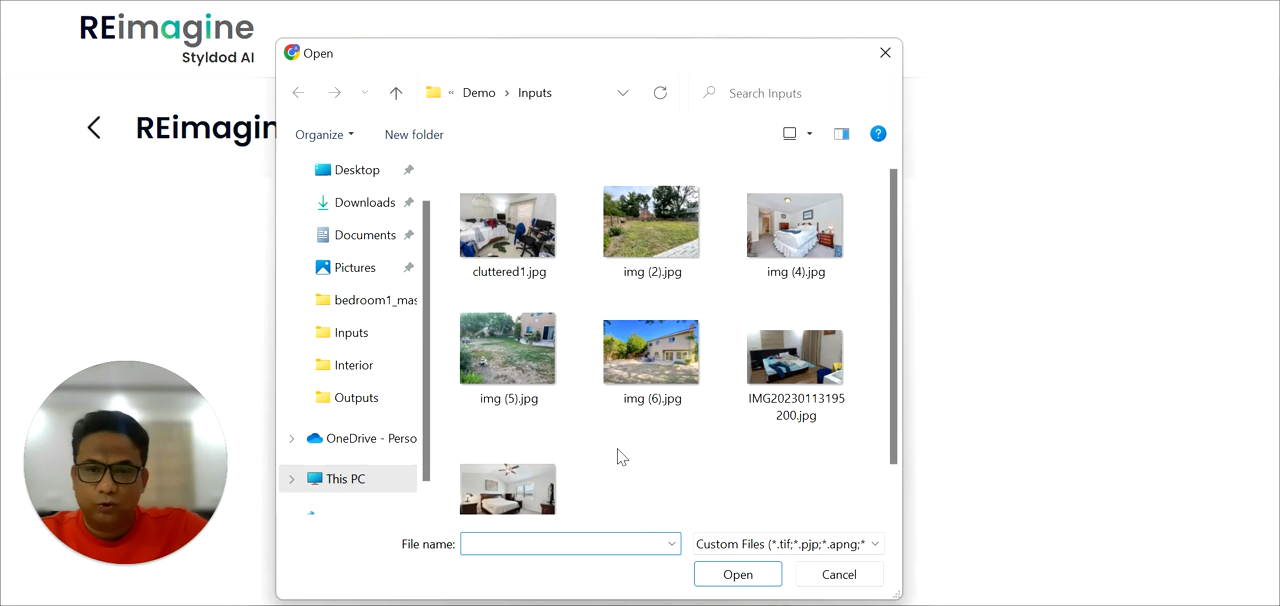 REimagine
Styldod AI
REimagin
Open
« Demo › Inputs
Search Inputs
Organize
New folder
Desktop
Downloads
Documents
Pictures
bedroom1_mas
Inputs
Interior
Outputs
OneDrive - Perso
This PC
cluttered1.jpg
img (2).jpg
img (4).jpg
img (5).jpg
img (6).jpg
IMG20230113195
200.jpg
File name:
Custom Files (*.tif;*.pjp;*.apng;*
Open
Cancel